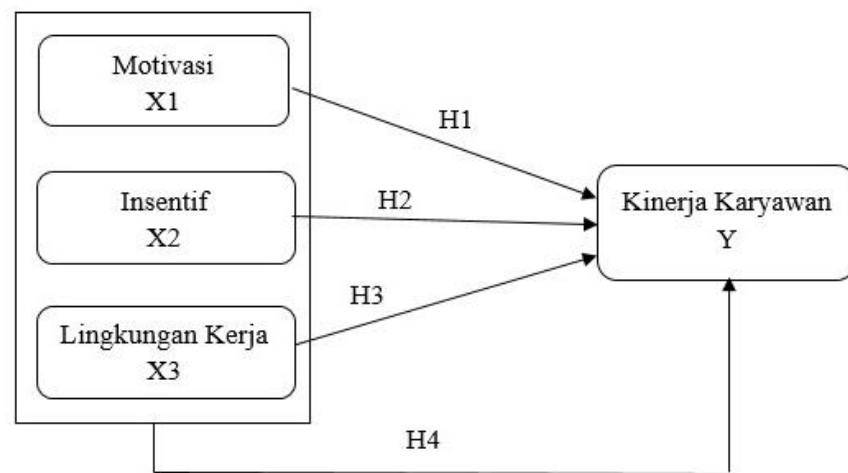 Motivasi
X1
H1
Insentif
X2
H2
Kinerja Karyawan
Y
Lingkungan Kerja
X3
H3
H4